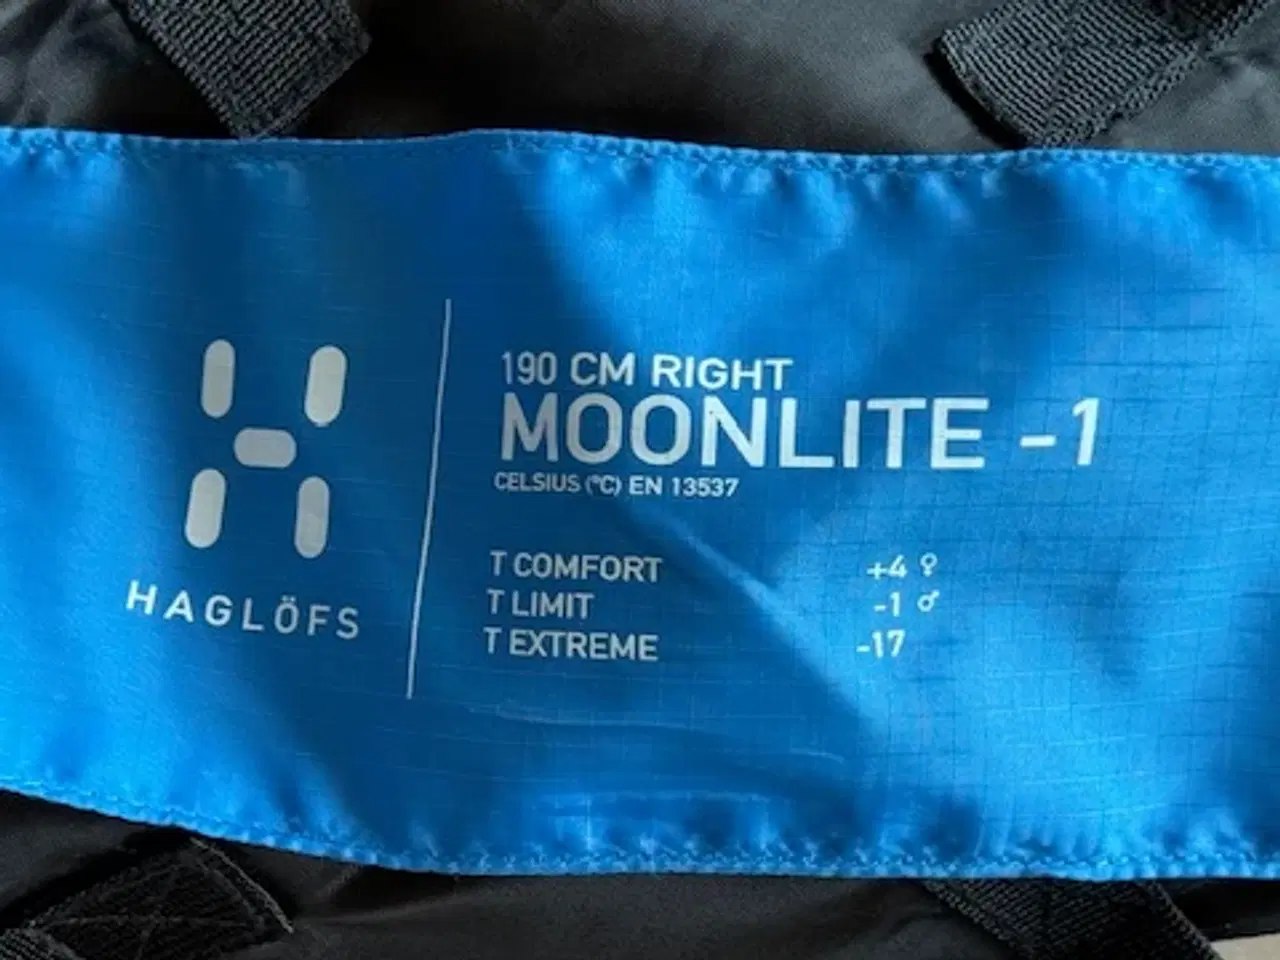 HAGLÖFS
190 CM RIGHT
MOONLITE -1
CELSIUS (°C) EN 13537
T COMFORT +4 ♀
T LIMIT -1 ♂
T EXTREME -17